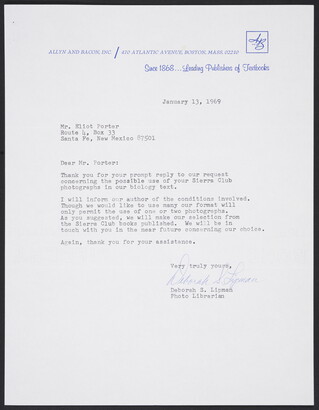 ALLYN AND BACON, INC. / 470 ATLANTIC AVENUE, BOSTON, MASS. 02210
Since 1868... Leading Publishers of Textbooks
January 13, 1969
Mr. Eliot Porter
Route 4, Box 33
Santa Fe, New Mexico 87501
Dear Mr. Porter:
Thank you for your prompt reply to our request
concerning the possible use of your Sierra Club
photographs in our biology text.
I will inform our author of the conditions involved.
Though we would like to use many our format will
only permit the use of one or two photographs.
As you suggested, we will make our selection from
the Sierra Club books published. We will be in
touch with you in the near future concerning our choice.
Again, thank you for your assistance.
Very truly yours,
Deborah S. Lipman
Deborah S. Lipman
Photo Librarian